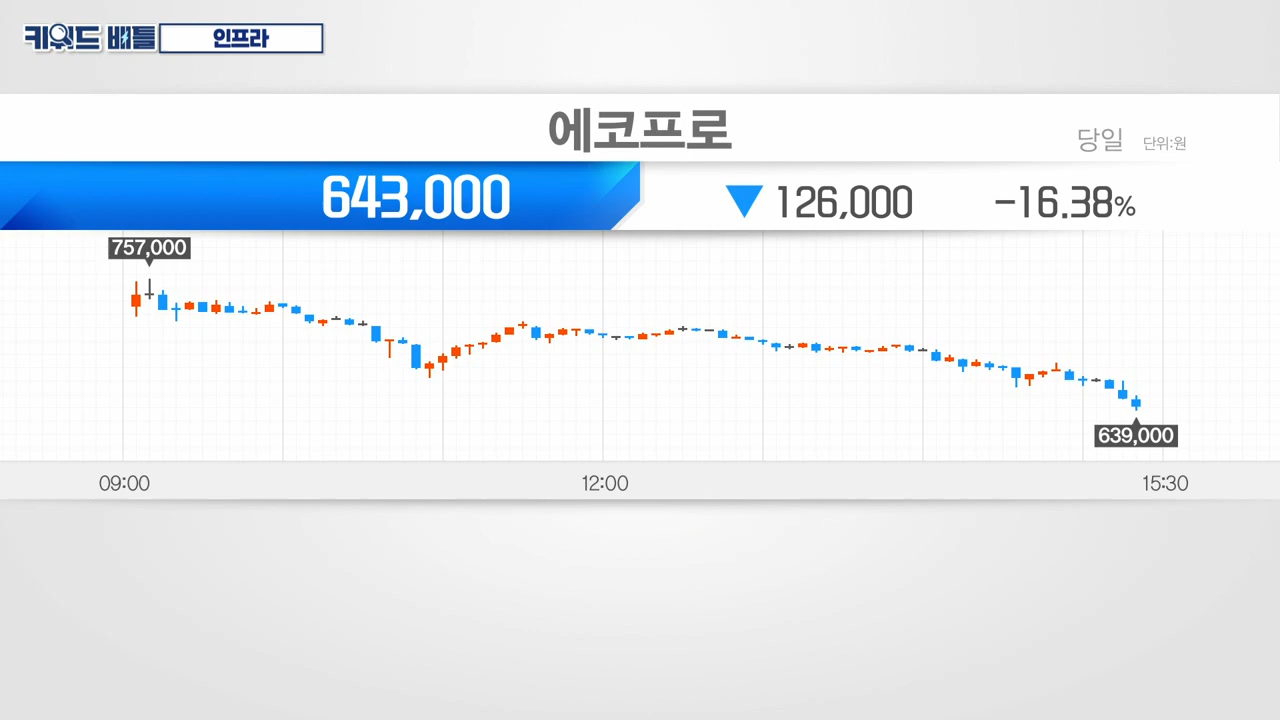 키워드 배틀 인프라
에코프로
당일 단위:원
643,000 ▼ 126,000 -16.38%
757,000
639,000
09:00 12:00 15:30